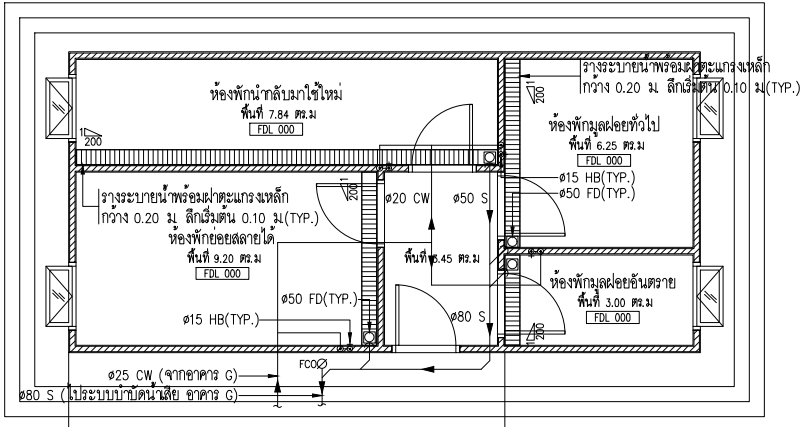 ห้องพักนำกลับมาใช้ใหม่
พื้นที่ 7.84 ตร.ม
FDL 000
1
200
รางระบายน้ำพร้อมฝาตะแกรงเหล็ก
กว้าง 0.20 ม. ลึกเริ่มต้น 0.10 ม.(TYP.)
1
200
ห้องพักมูลฝอยทั่วไป
พื้นที่ 6.25 ตร.ม
FDL 000
ø15 HB(TYP.)
ø50 FD(TYP.)
รางระบายน้ำพร้อมฝาตะแกรงเหล็ก
กว้าง 0.20 ม. ลึกเริ่มต้น 0.10 ม.(TYP.)
1
200
ø20 CW
ø50 S
ห้องพักย่อยสลายได้
พื้นที่ 9.20 ตร.ม
FDL 000
พื้นที่ .45 ตร.ม
ห้องพักมูลฝอยอันตราย
พื้นที่ 3.00 ตร.ม
FDL 000
ø50 FD(TYP.)
ø15 HB(TYP.)
ø80 S
1
200
FCO
ø25 CW (จากอาคาร G)
ø80 S (ไประบบบำบัดน้ำเสีย อาคาร G)